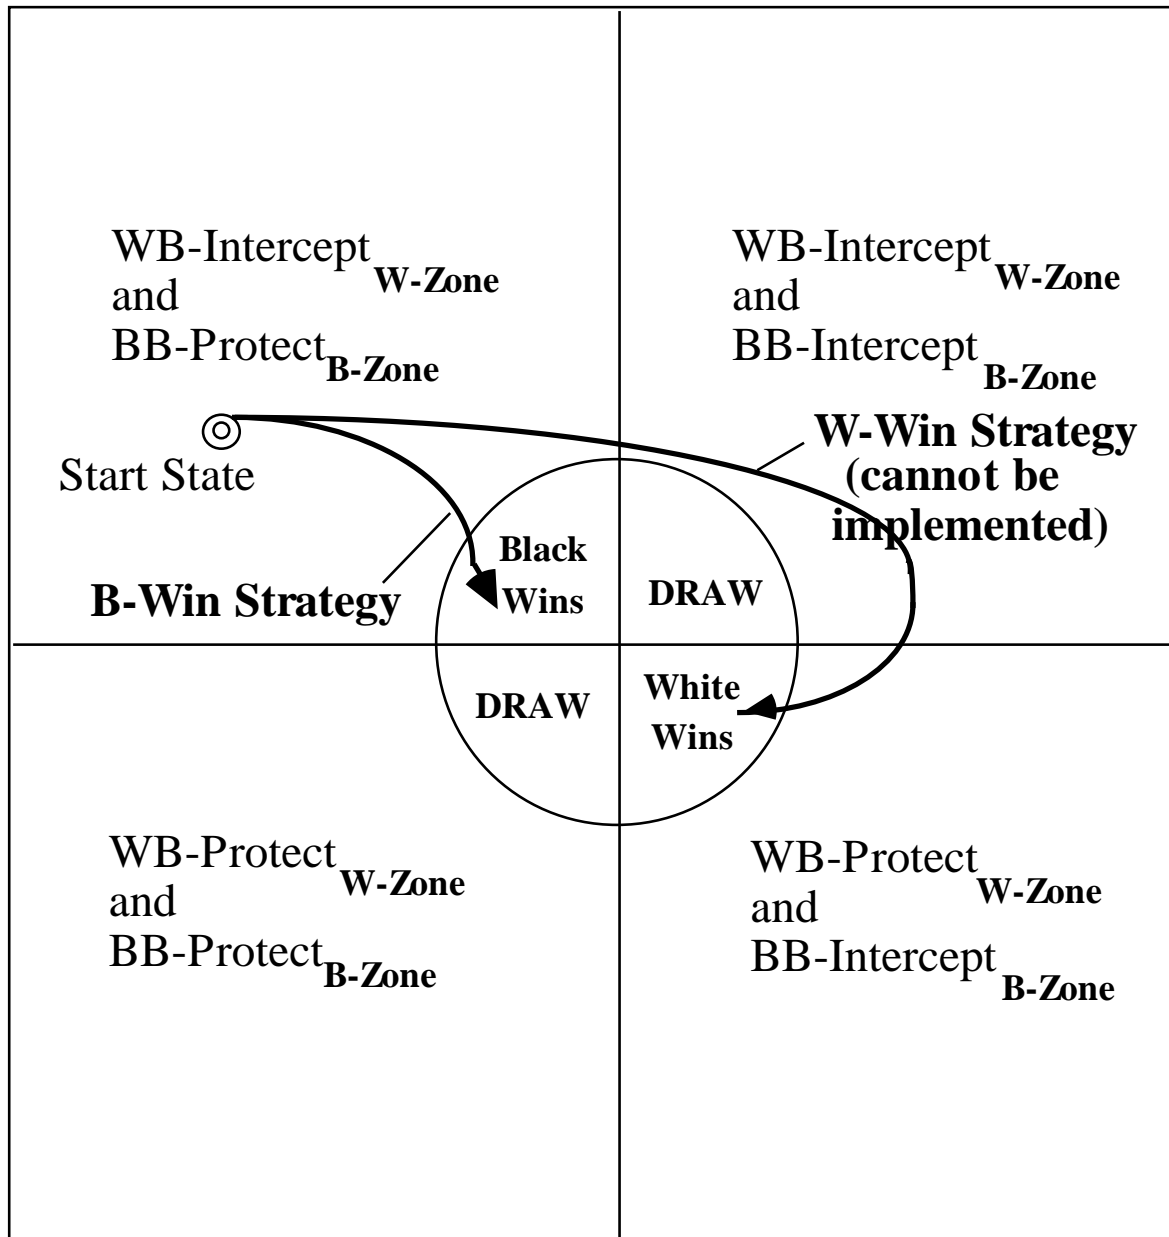 WB-Intercept W-Zone
and
BB-Protect B-Zone
WB-Intercept W-Zone
and
BB-Intercept B-Zone
Start State
W-Win Strategy
(cannot be
implemented)
B-Win Strategy
Black
Wins
DRAW
DRAW
White
Wins
WB-Protect W-Zone
and
BB-Protect B-Zone
WB-Protect W-Zone
and
BB-Intercept B-Zone